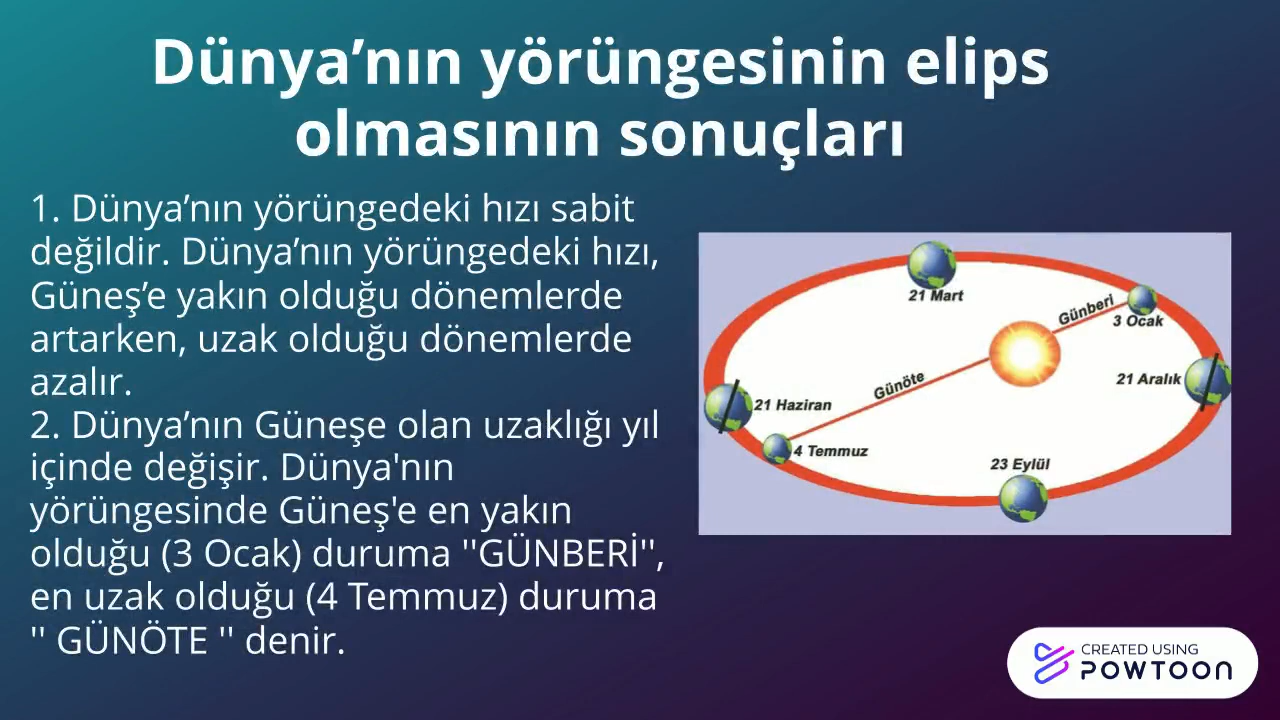 Dünya’nın yörüngesinin elips
olmasının sonuçları
1. Dünya’nın yörüngedeki hızı sabit
değildir. Dünya’nın yörüngedeki hızı,
Güneş’e yakın olduğu dönemlerde
artarken, uzak olduğu dönemlerde
azalır.
2. Dünya’nın Güneşe olan uzaklığı yıl
içinde değişir. Dünya'nın
yörüngesinde Güneş'e en yakın
olduğu (3 Ocak) duruma ''GÜNBERİ'',
en uzak olduğu (4 Temmuz) duruma
'' GÜNÖTE '' denir.
21 Mart
Günberi
3 Ocak
21 Aralık
Günöte
21 Haziran
4 Temmuz
23 Eylül
CREATED USING
POWTOON